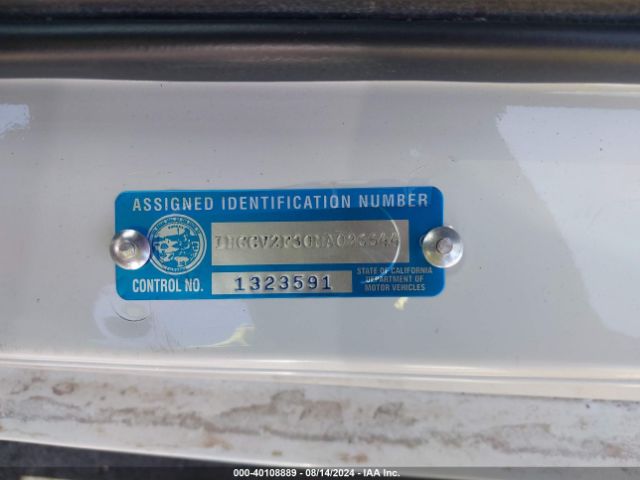 ASSIGNED IDENTIFICATION NUMBER
CONTROL NO. 1323591
STATE OF CALIFORNIA
DEPARTMENT OF
MOTOR VEHICLES
000-40108889 - 08/14/2024 - IAA Inc.